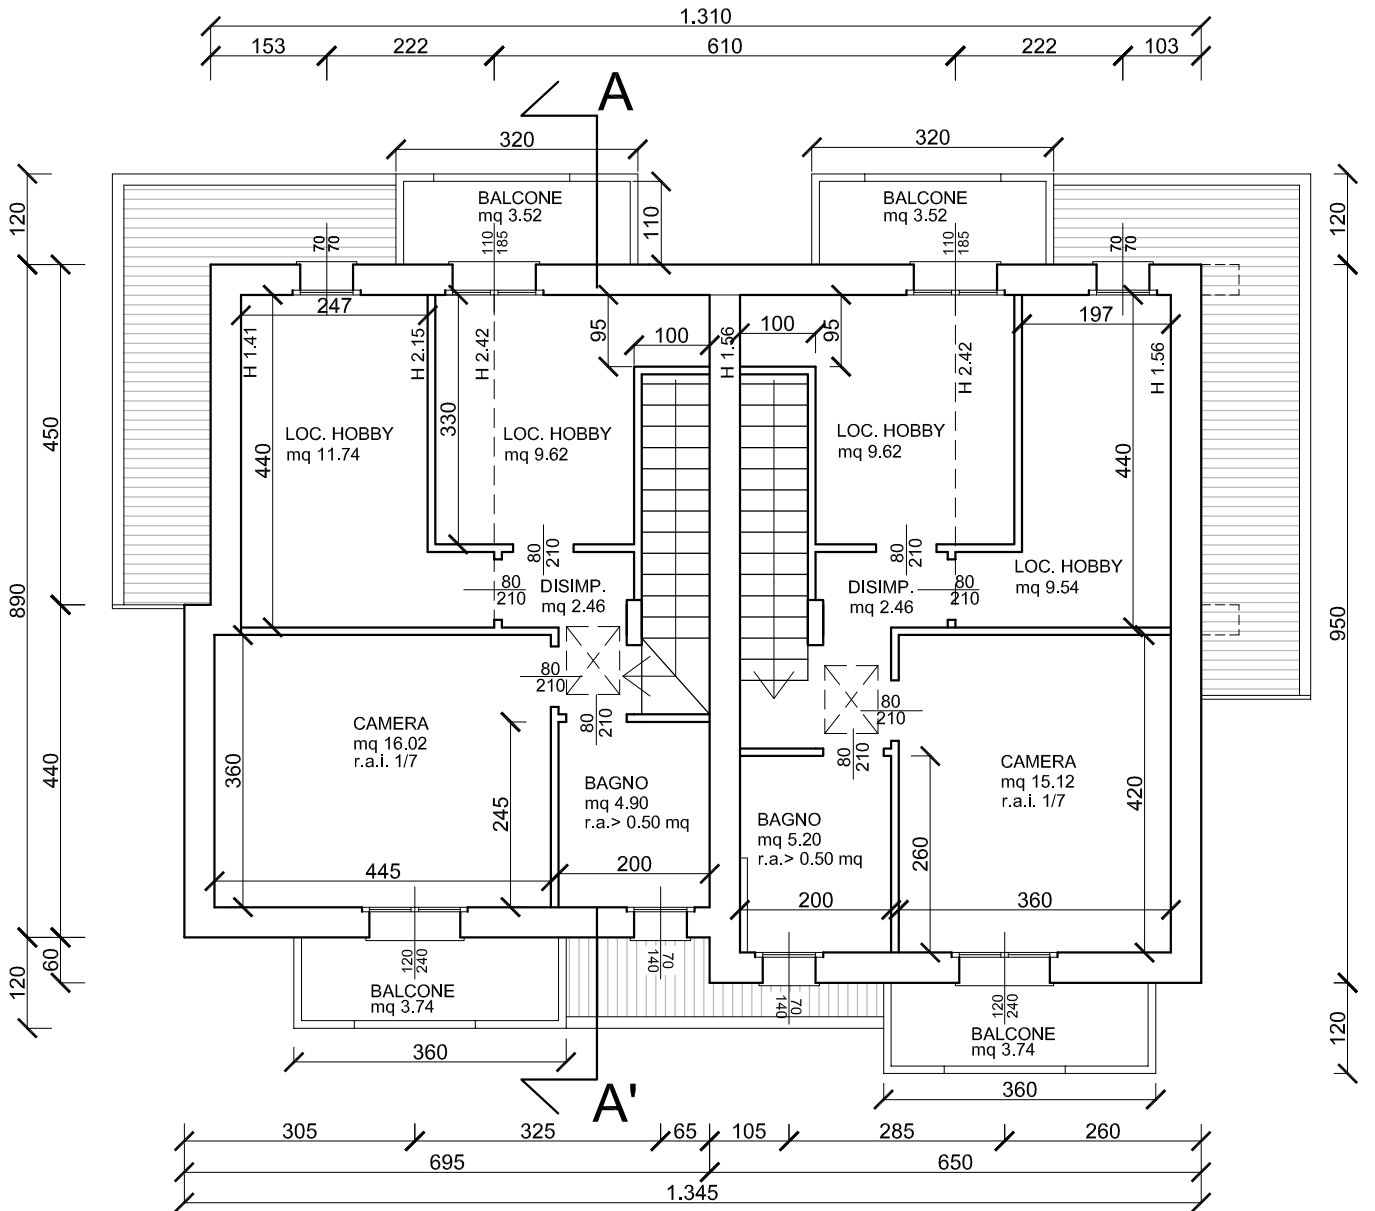 1.310
153
222
610
222
103
A
320
320
120
BALCONE
mq 3.52
110
BALCONE
mq 3.52
120
70
70
110
185
110
185
70
70
247
95
100
100
95
197
H 1.41
H 2.15
H 2.42
H 1.56
H 2.42
H 1.56
450
440
LOC. HOBBY
mq 11.74
330
LOC. HOBBY
mq 9.62
LOC. HOBBY
mq 9.62
440
80
210
80
210
LOC. HOBBY
mq 9.54
80
210
DISIMP.
mq 2.46
DISIMP.
mq 2.46
80
210
890
950
80
210
80
210
80
210
80
210
CAMERA
mq 16.02
r.a.i. 1/7
360
440
245
BAGNO
mq 4.90
r.a.> 0.50 mq
BAGNO
mq 5.20
r.a.> 0.50 mq
260
CAMERA
mq 15.12
r.a.i. 1/7
420
445
200
200
360
60
120
120
240
70
140
70
140
120
240
BALCONE
mq 3.74
BALCONE
mq 3.74
120
360
360
A'
305
325
65
105
285
260
695
650
1.345